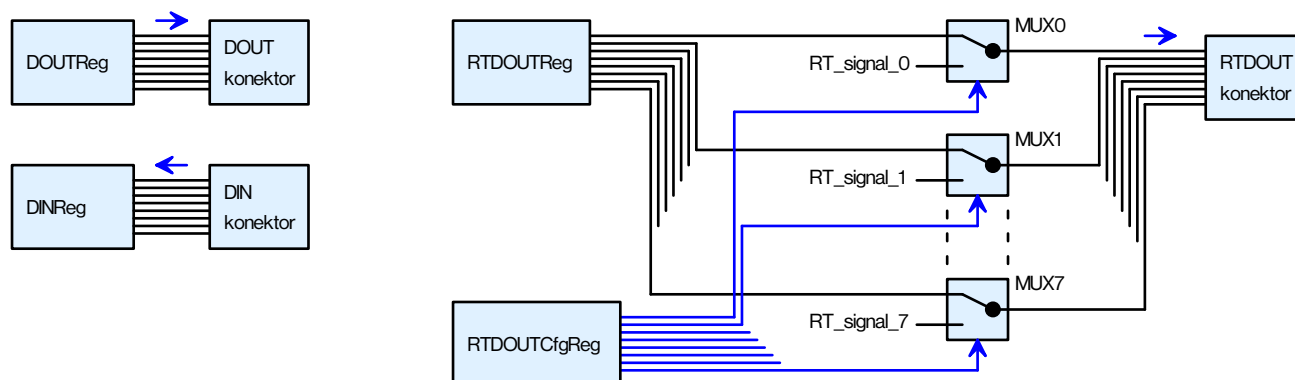 DOUTReg
DOUT
konektor
DINReg
DIN
konektor
RTDOUTReg
RT_signal_0
MUX0
RTDOUT
konektor
RT_signal_1
MUX1
RTDOUTCfgReg
RT_signal_7
MUX7